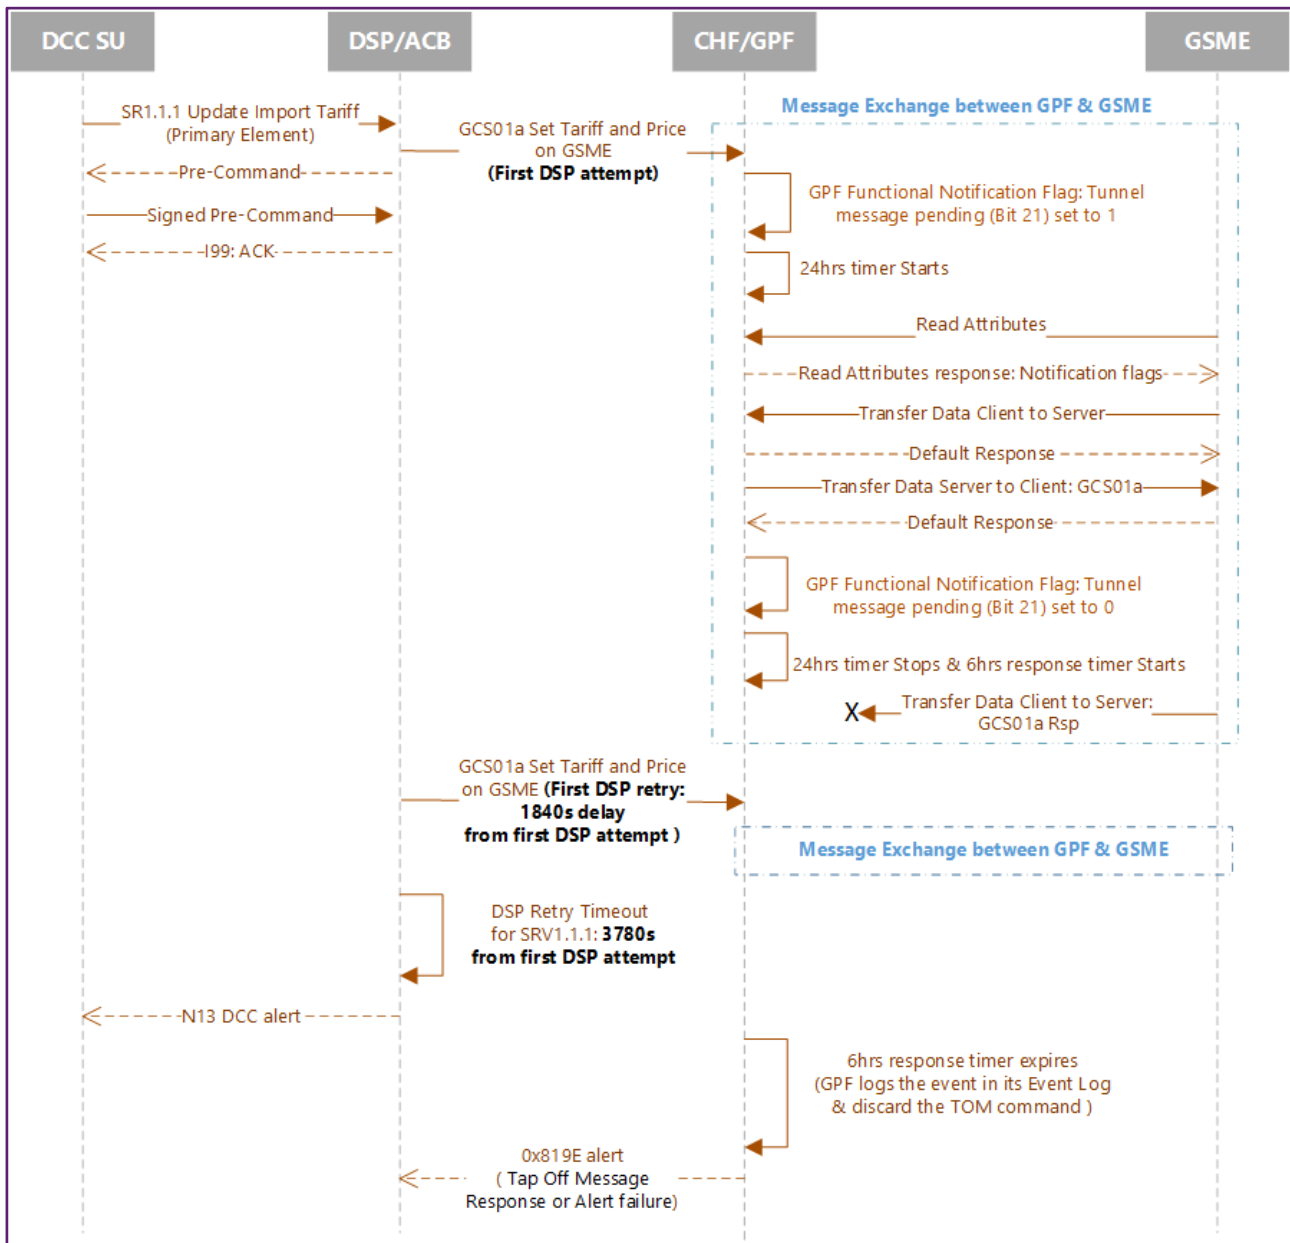 DCC SU
DSP/ACB
CHF/GPF
GSME
Message Exchange between GPF & GSME
SR1.1.1 Update Import Tariff
(Primary Element)
GCS01a Set Tariff and Price
on GSME
(First DSP attempt)
Pre-Command
GPF Functional Notification Flag: Tunnel
message pending (Bit 21) set to 1
Signed Pre-Command
I99: ACK
24hrs timer Starts
Read Attributes
Read Attributes response: Notification flags
Transfer Data Client to Server
Default Response
Transfer Data Server to Client: GCS01a
Default Response
GPF Functional Notification Flag: Tunnel
message pending (Bit 21) set to 0
24hrs timer Stops & 6hrs response timer Starts
X
Transfer Data Client to Server:
GCS01a Rsp
GCS01a Set Tariff and Price
on GSME (First DSP retry:
1840s delay
from first DSP attempt )
Message Exchange between GPF & GSME
DSP Retry Timeout
for SRV1.1.1: 3780s
from first DSP attempt
N13 DCC alert
6hrs response timer expires
(GPF logs the event in its Event Log
& discard the TOM command )
0x819E alert
( Tap Off Message
Response or Alert failure)